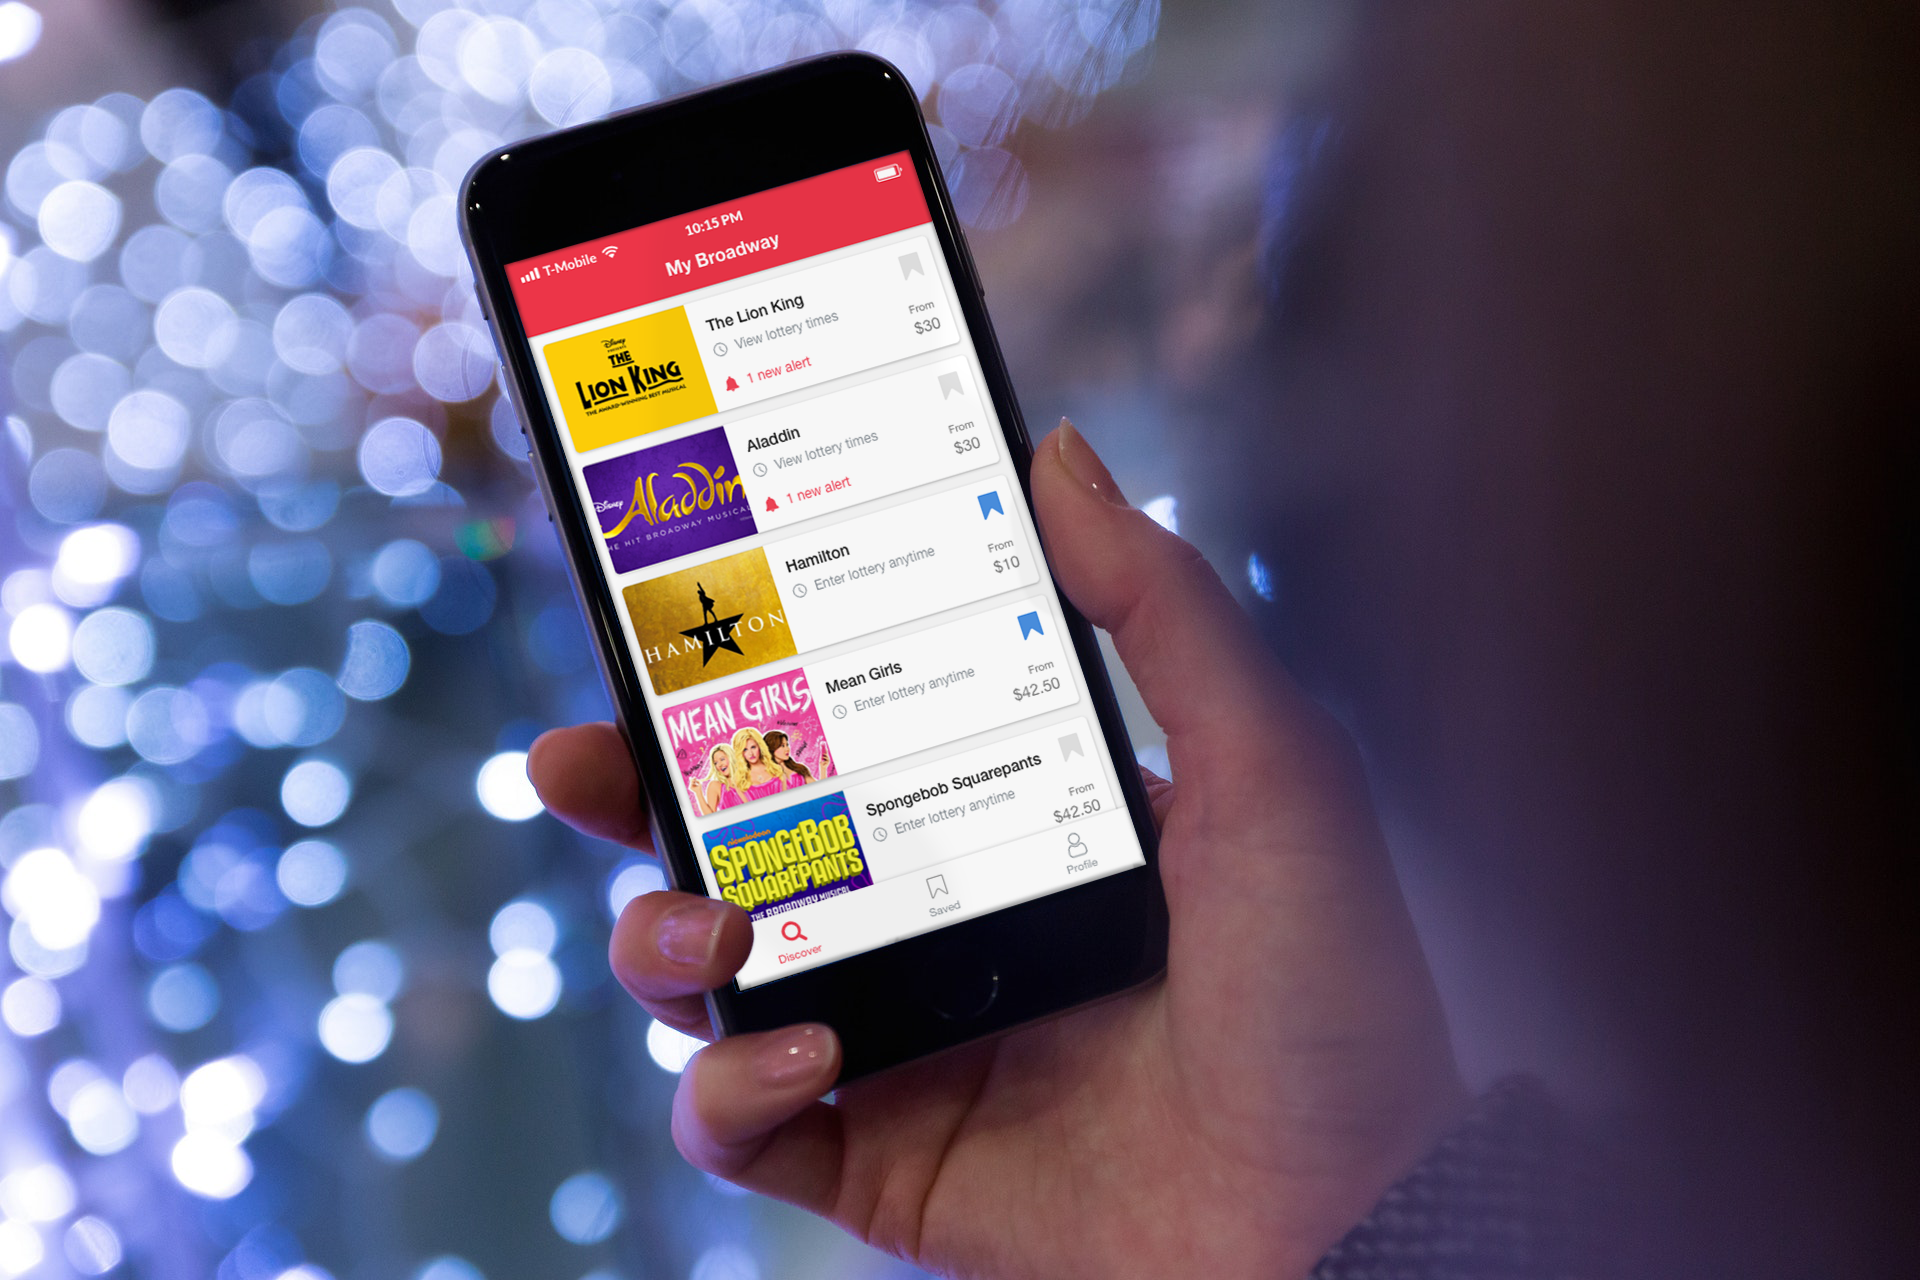 T-Mobile
10:15 PM
My Broadway
Disney
PRESENTS
THE
LION KING
THE AWARD-WINNING BEST MUSICAL
The Lion King
View lottery times
1 new alert
From
$30
Disney
Aladdin
THE HIT BROADWAY MUSICAL
Aladdin
View lottery times
1 new alert
From
$30
HAMILTON
Hamilton
Enter lottery anytime
From
$10
MEAN GIRLS
Mean Girls
Enter lottery anytime
From
$42.50
nickelodeon
SPONGEBOB
SQUAREPANTS
THE BROADWAY MUSICAL
Spongebob Squarepants
Enter lottery anytime
From
$42.50
Discover
Saved
Profile